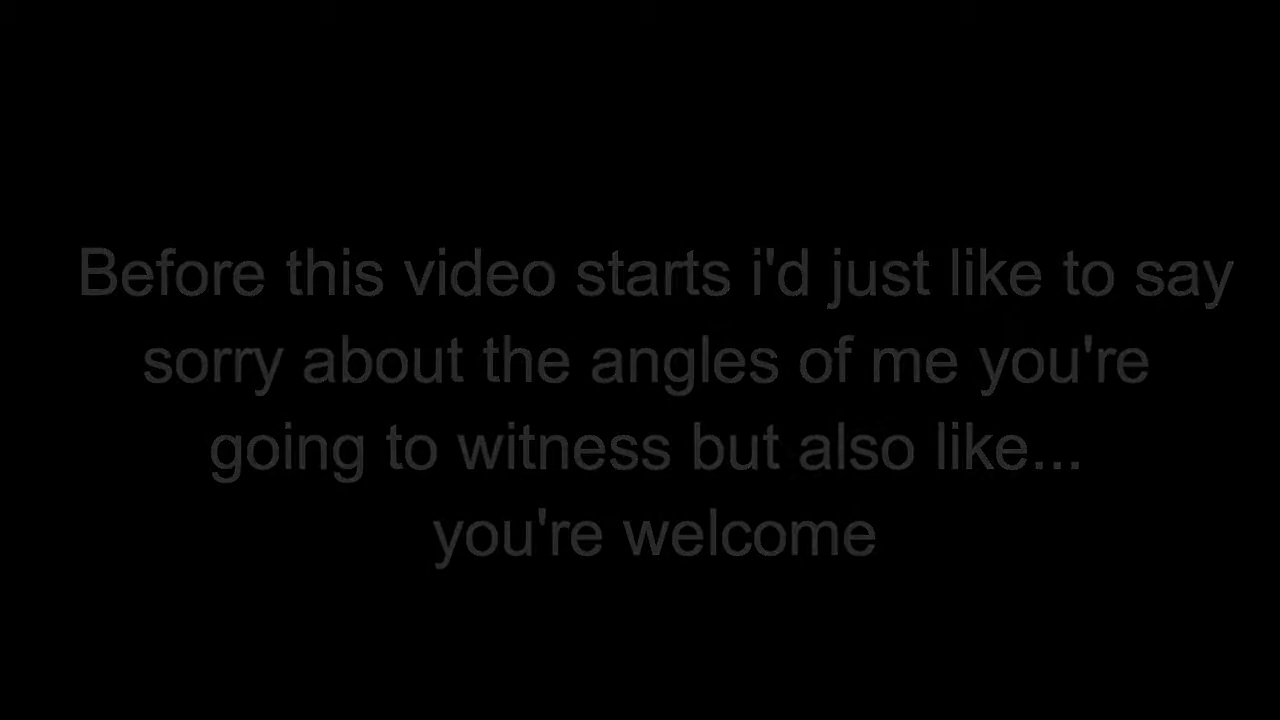 Before this video starts i'd just like to say
sorry about the angles of me you're
going to witness but also like...
you're welcome